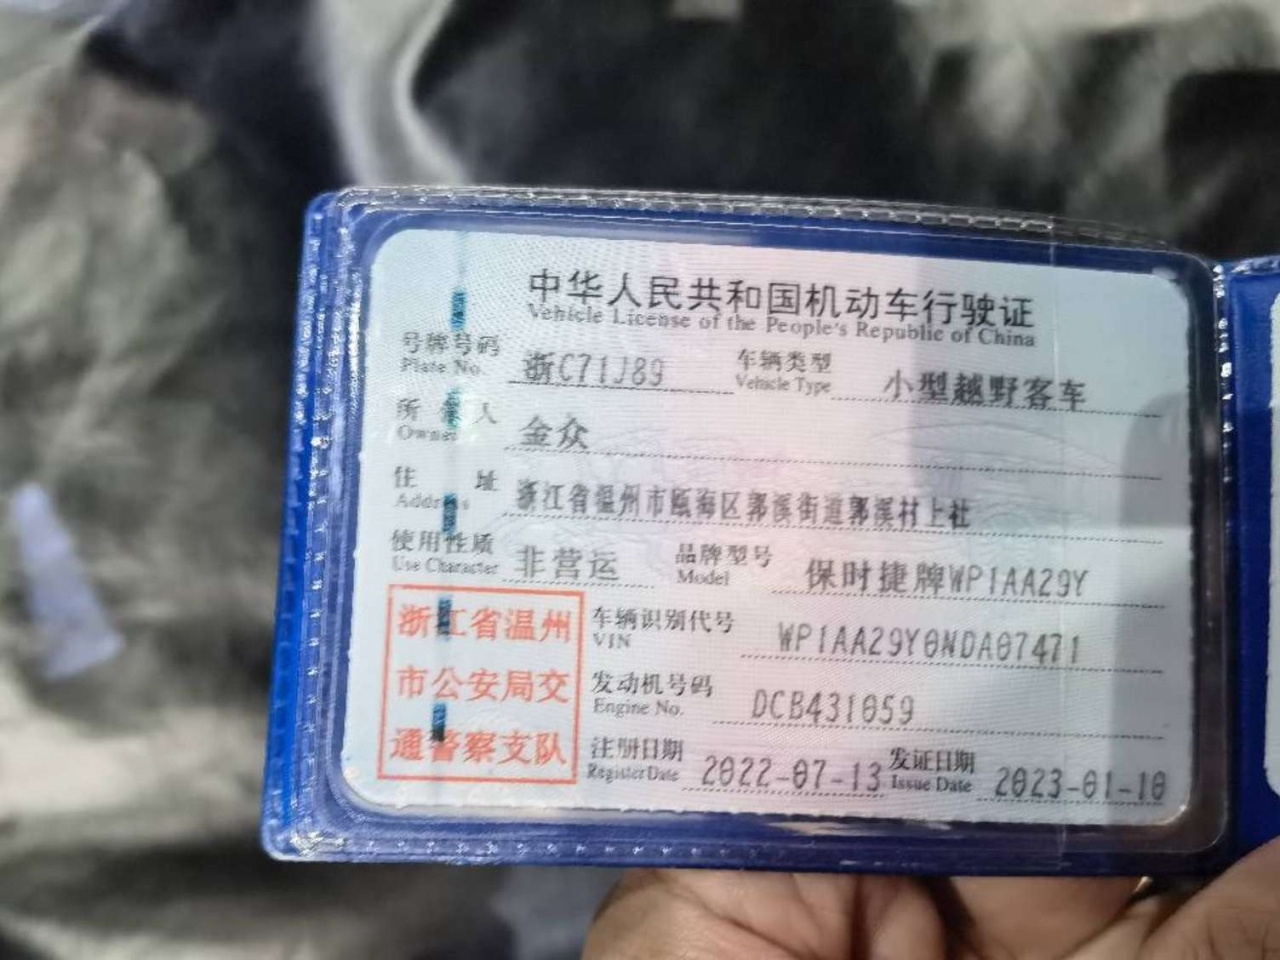 中华人民共和国机动车行驶证
Vehicle License of the People's Republic of China
号牌号码 浙C71J89 车辆类型 小型越野客车
Plate No. Vehicle Type
所 人 金众
Owner
住 址 浙江省温州市瓯海区郭溪街道郭溪村上社
Address
使用性质 非营运 品牌型号 保时捷牌WP1AA29Y
Use Character Model
浙江省温州
市公安局交
通警察支队
车辆识别代号 WP1AA29Y0NDA07471
VIN
发动机号码 DCB431059
Engine No.
注册日期 2022-07-13 发证日期 2023-01-10
Register Date Issue Date